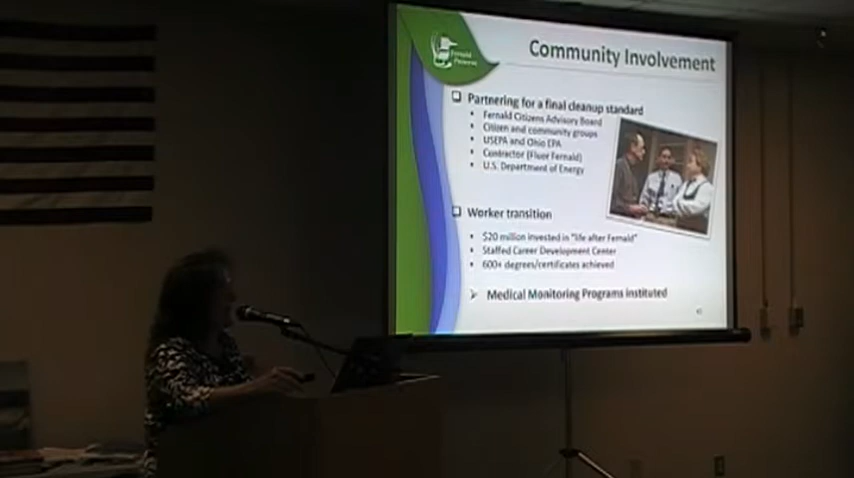 Fernald
Preserve
Community Involvement
Partnering for a final cleanup standard
Fernald Citizens Advisory Board
Citizen and community groups
USEPA and Ohio EPA
Contractor (Fluor Fernald)
U.S. Department of Energy
Worker transition
$20 million invested in "life after Fernald"
Staffed Career Development Center
600+ degrees/certificates achieved
Medical Monitoring Programs instituted